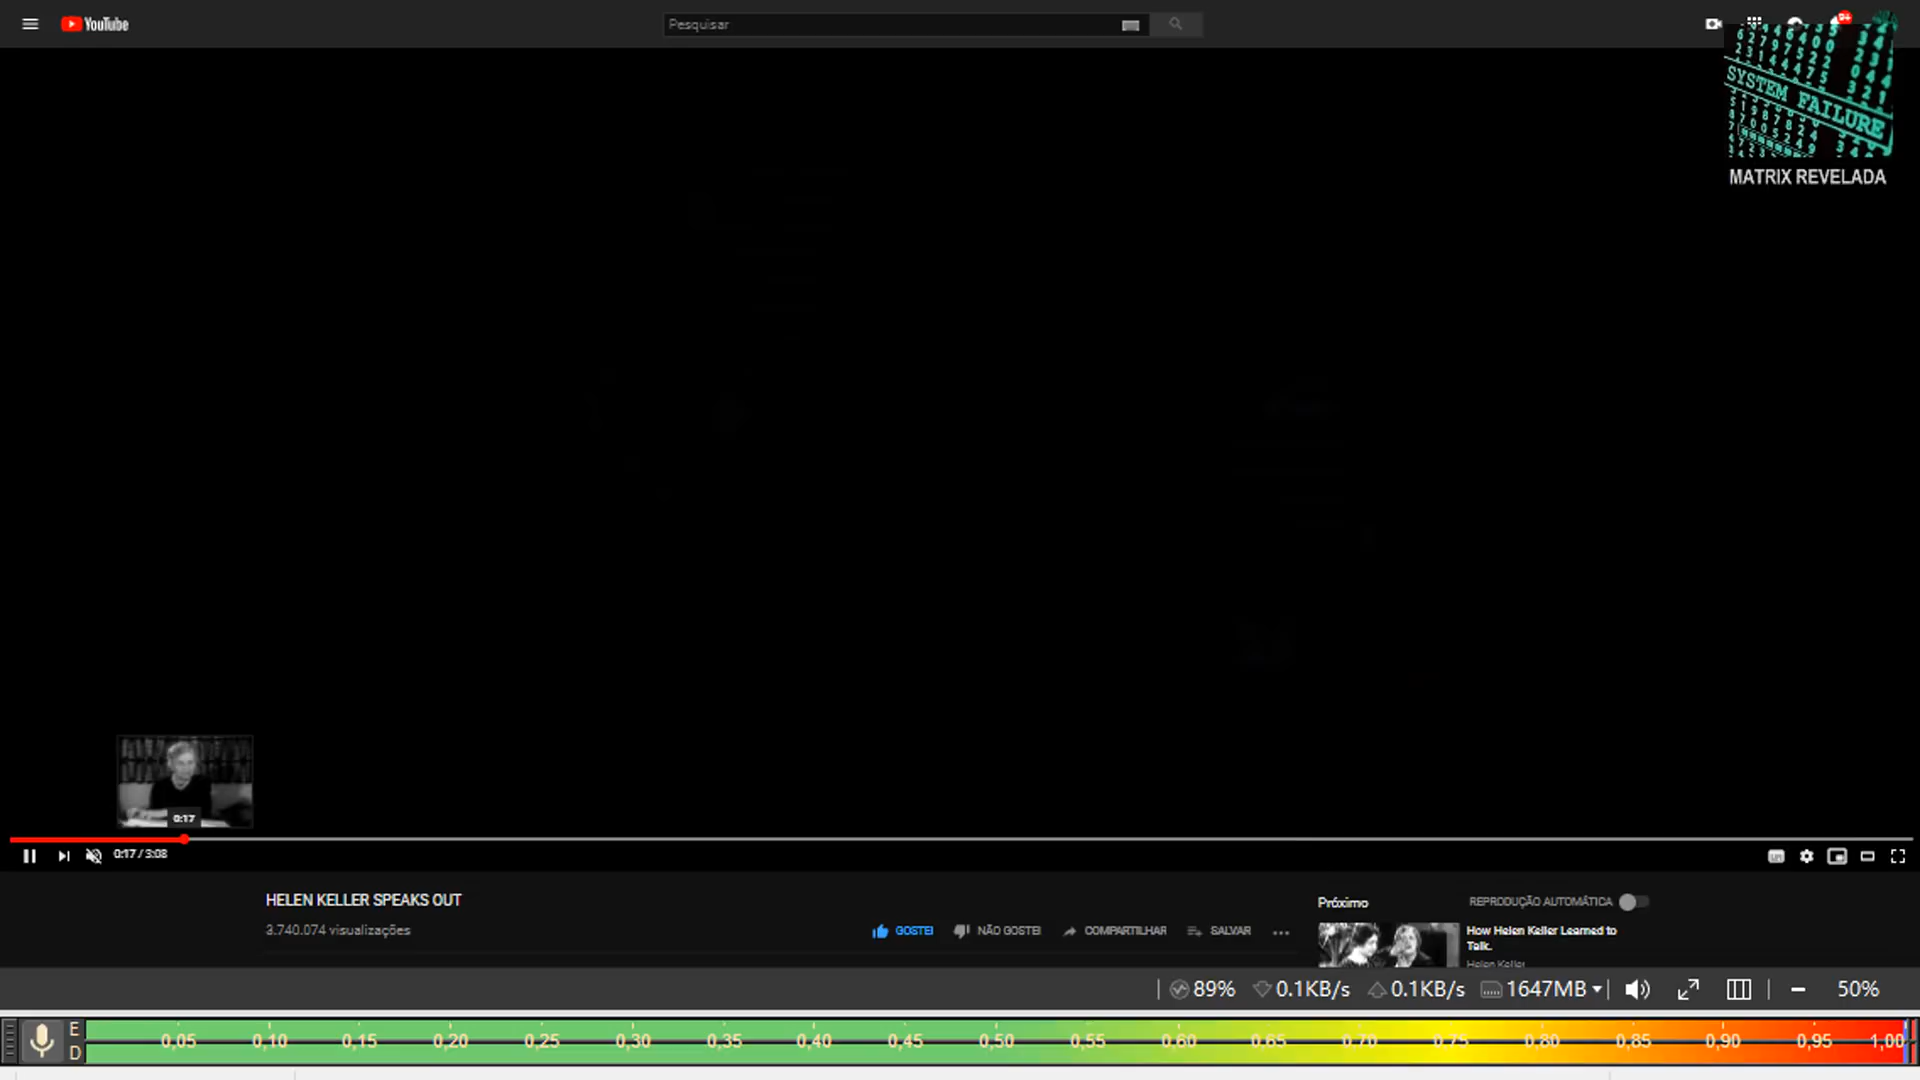 YouTube
Pesquisar
9+
SYSTEM FAILURE
MATRIX REVELADA
0:17
0:17 / 3:08
HELEN KELLER SPEAKS OUT
3.740.074 visualizações
GOSTEI
NÃO GOSTEI
COMPARTILHAR
SALVAR
Próximo
REPRODUÇÃO AUTOMÁTICA
How Helen Keller Learned to
Talk.
Helen Keller
89%
0.1KB/s
0.1KB/s
1647MB
50%
E
D
0,05 0,10 0,15 0,20 0,25 0,30 0,35 0,40 0,45 0,50 0,55 0,60 0,65 0,70 0,75 0,80 0,85 0,90 0,95 1,00